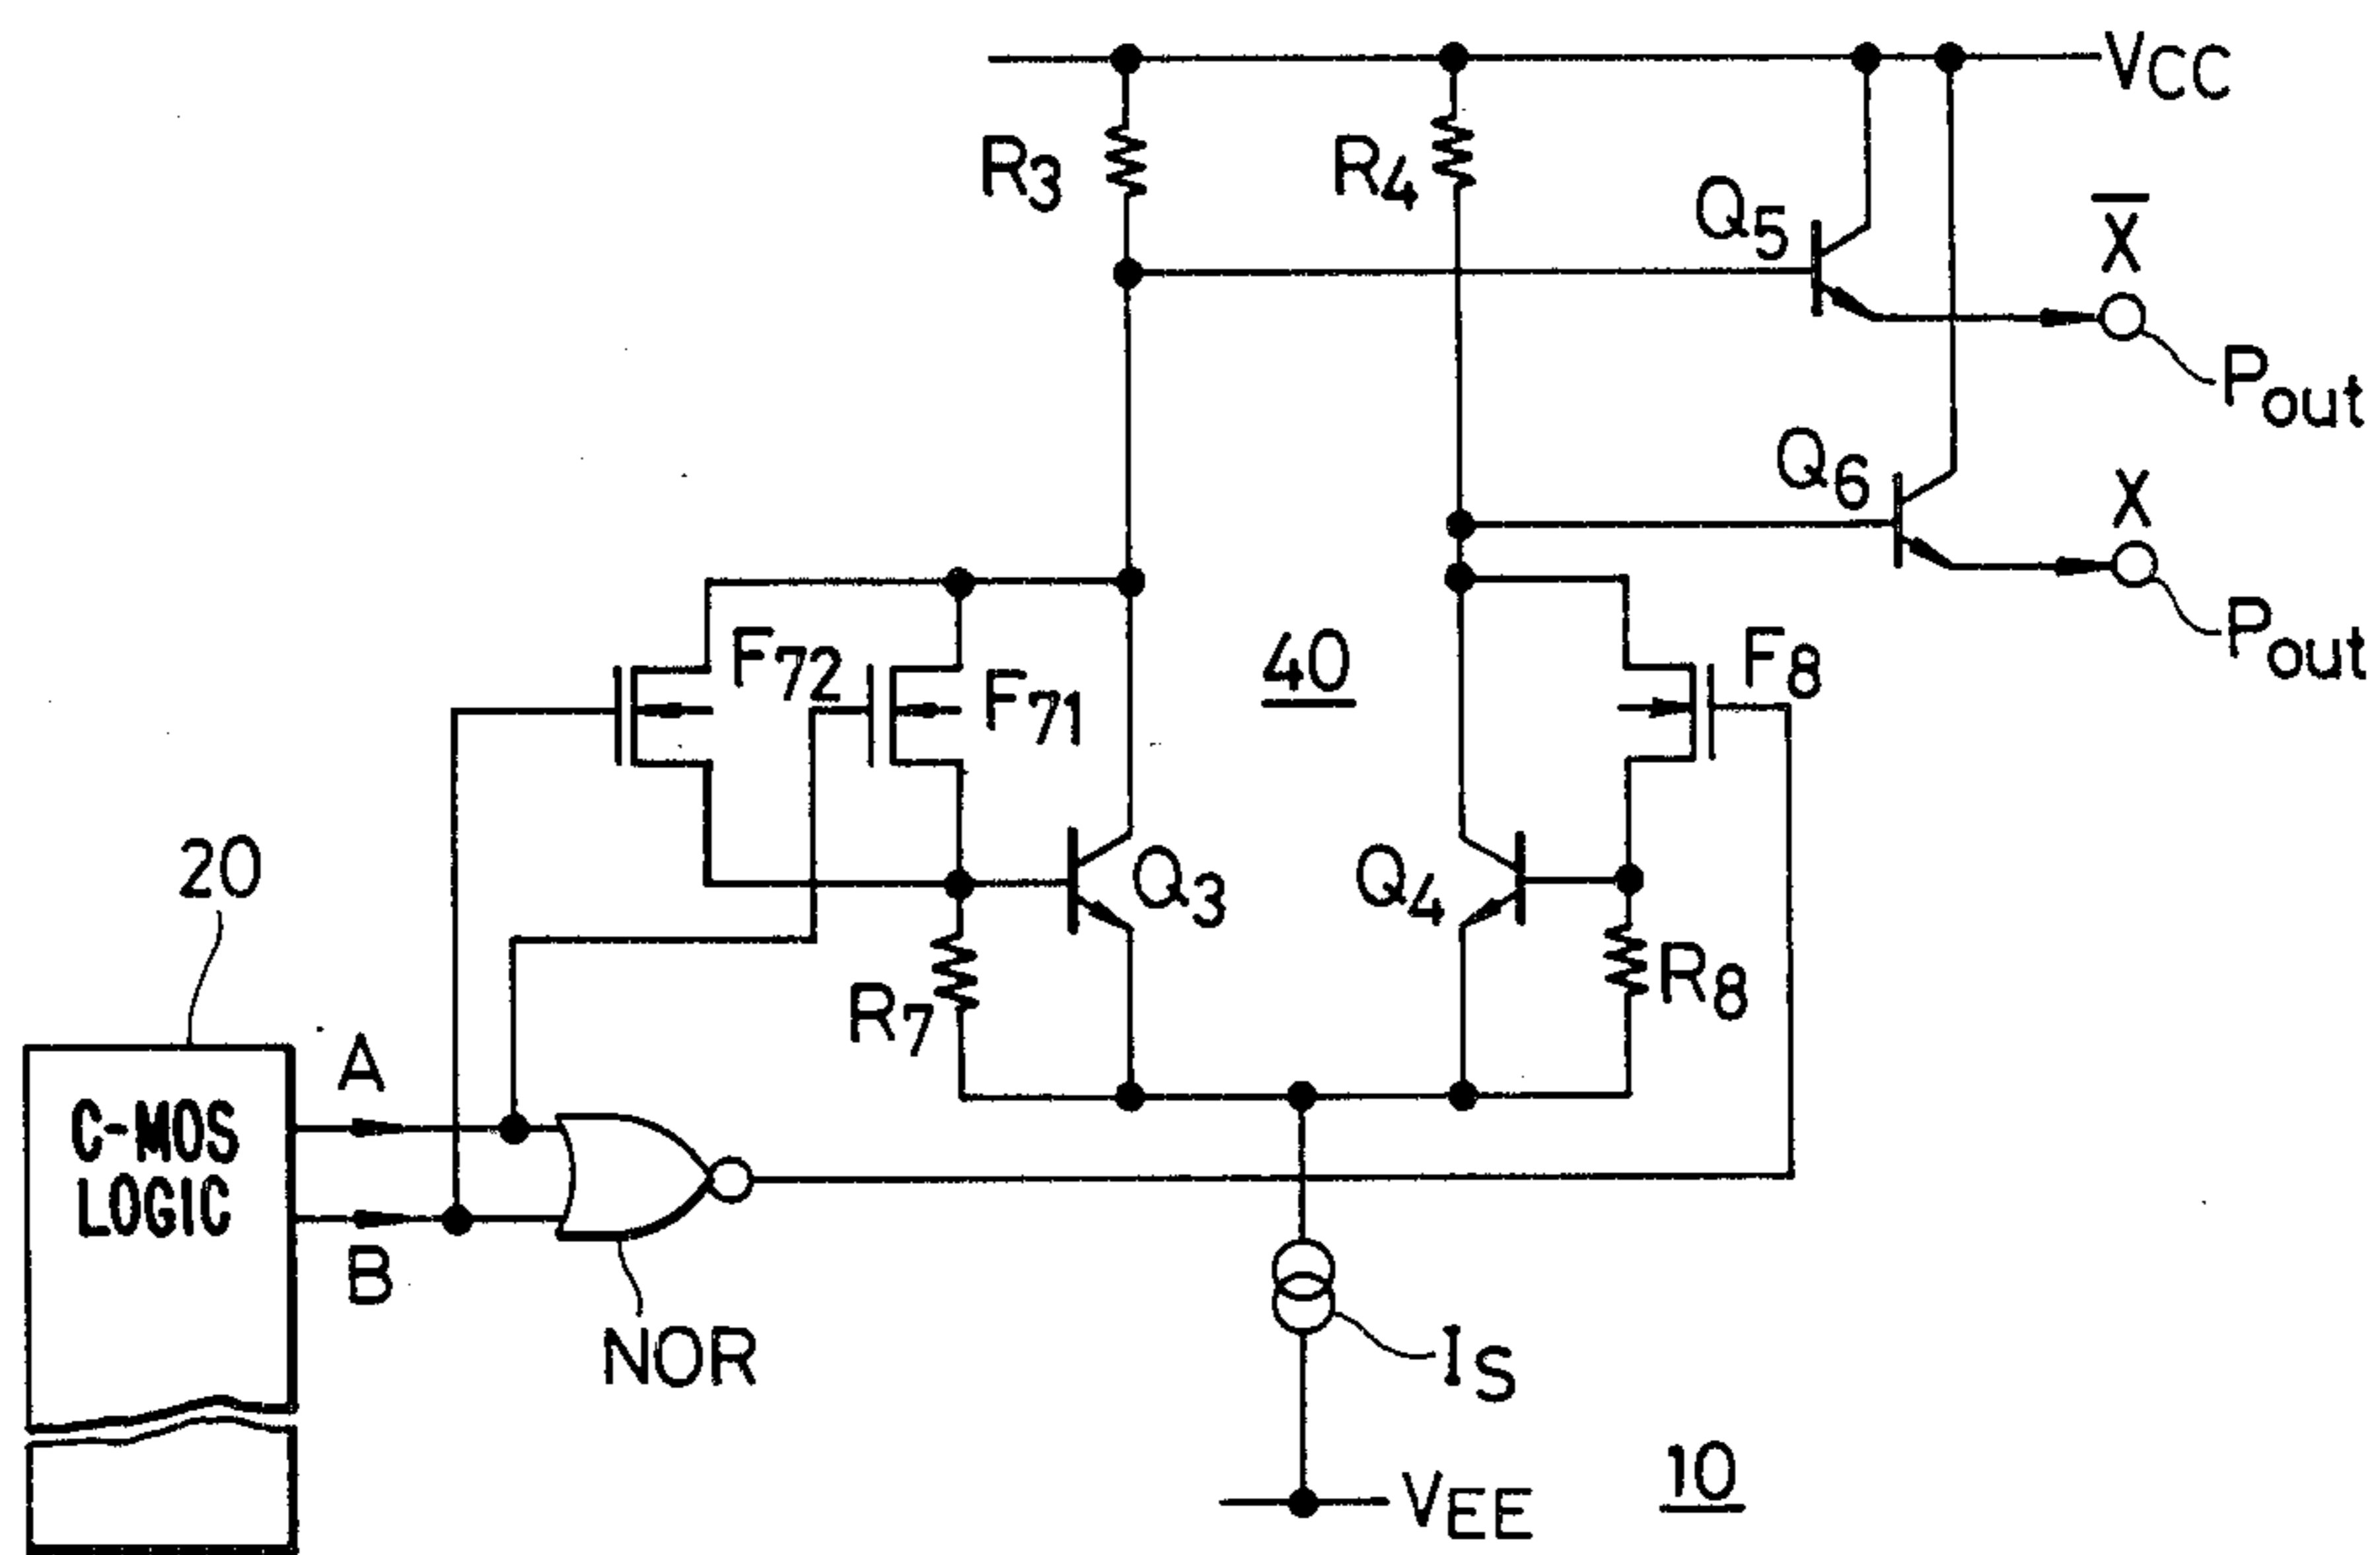 VCC
R3
R4
Q5
X̅
Pout
Q6
X
Pout
F72
F71
40
F8
20
Q3
Q4
R7
R8
A
C-MOS
LOGIC
B
NOR
IS
VEE
10